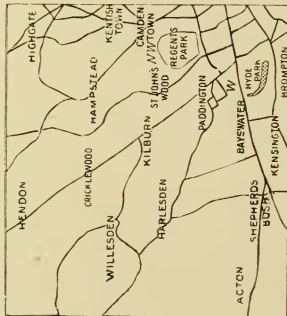 HIGHGATE
KENTISH
TOWN
HENDON
HAMPSTEAD
CAMDEN
TOWN
N W
CRICKLEWOOD
ST JOHN'S
WOOD
REGENTS
PARK
KILBURN
WILLESDEN
PADDINGTON
W
HARLESDEN
BAYSWATER
HYDE
PARK
ACTON
SHEPHERDS
BUSH
KENSINGTON
BROMPTON